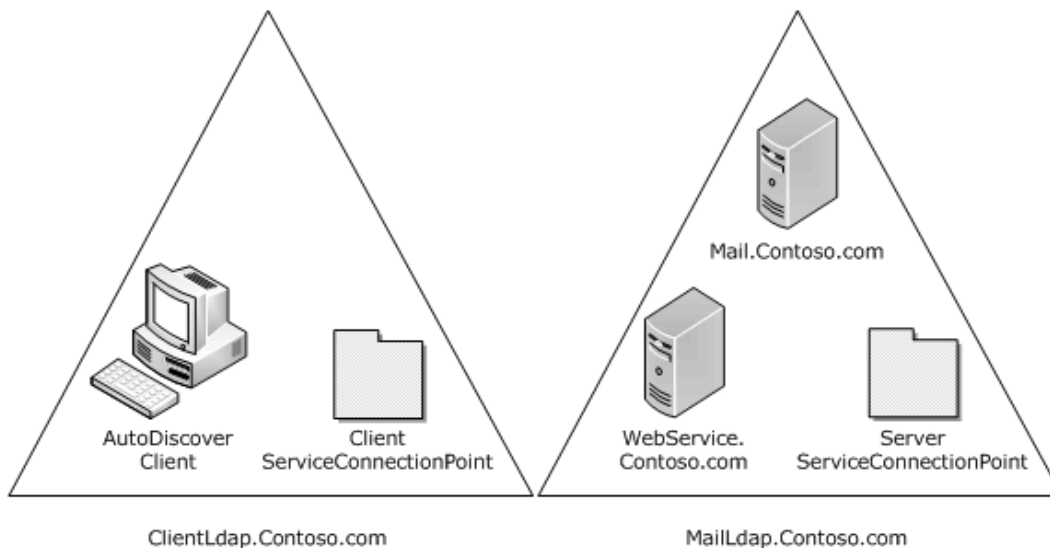 Mail.Contoso.com
AutoDiscover
Client
Client
ServiceConnectionPoint
WebService.
Contoso.com
Server
ServiceConnectionPoint
ClientLdap.Contoso.com
MailLdap.Contoso.com